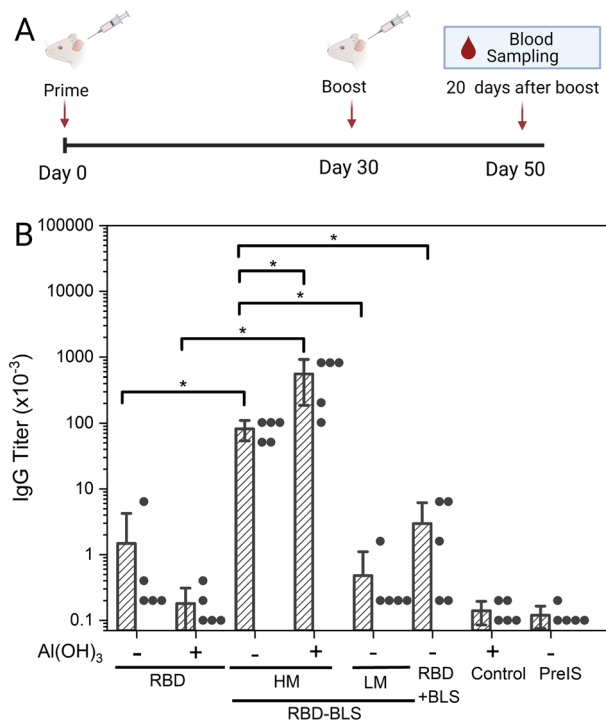 A
Blood
Sampling
Prime
Boost
20 days after boost
Day 0
Day 30
Day 50
B
100000
10000
1000
100
10
1
0.1
IgG Titer (x10⁻³)
* * * * *
Al(OH)₃ - + - + - - + -
RBD HM LM RBD +BLS Control PreIS
RBD-BLS